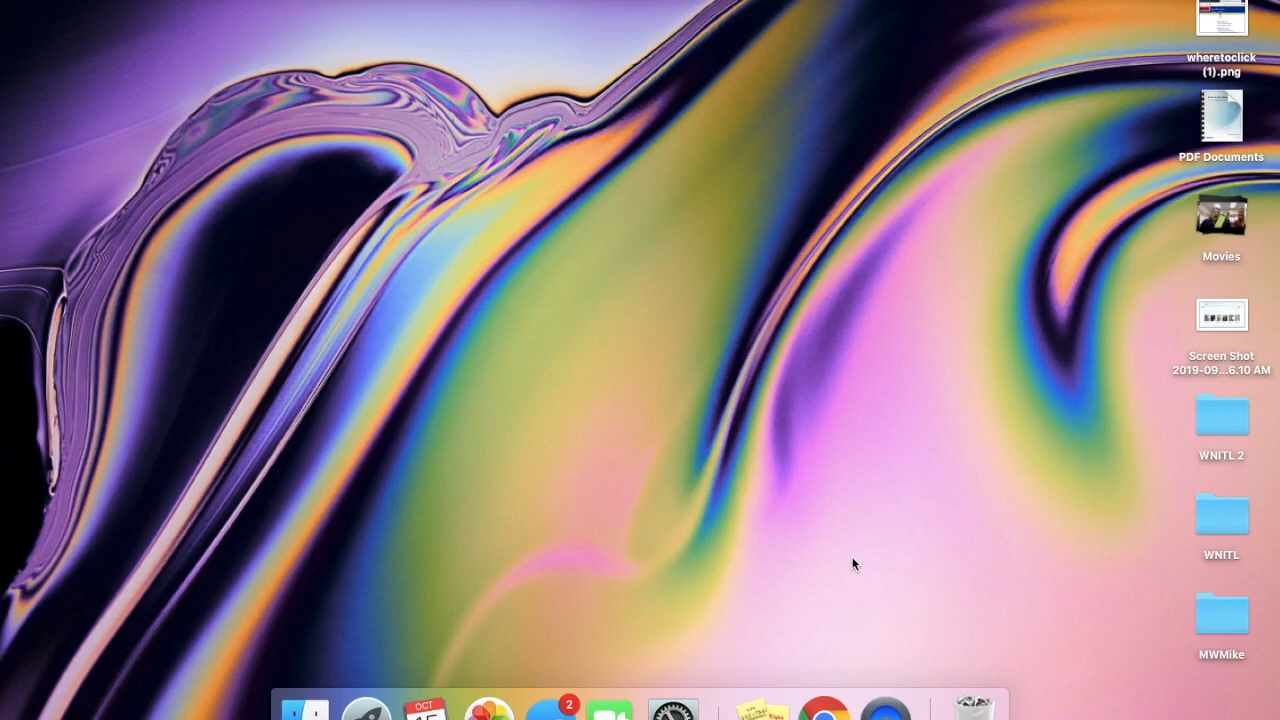 wheretoclick
(1).png
PDF Documents
Movies
Screen Shot
2019-09...6.10 AM
WNITL 2
WNITL
MWMike
OCT
2